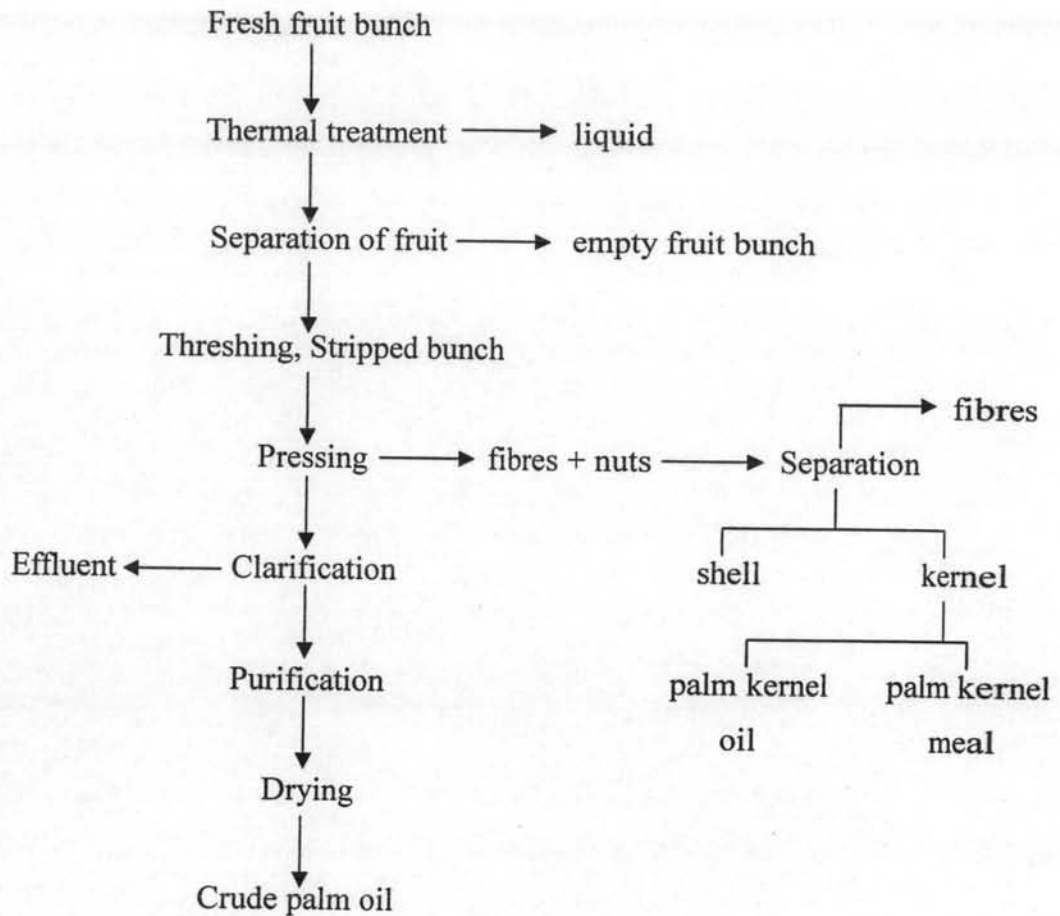 Fresh fruit bunch
Thermal treatment
liquid
Separation of fruit
empty fruit bunch
Threshing, Stripped bunch
fibres
Pressing
fibres + nuts
Separation
Effluent
Clarification
shell
kernel
Purification
palm kernel
oil
palm kernel
meal
Drying
Crude palm oil